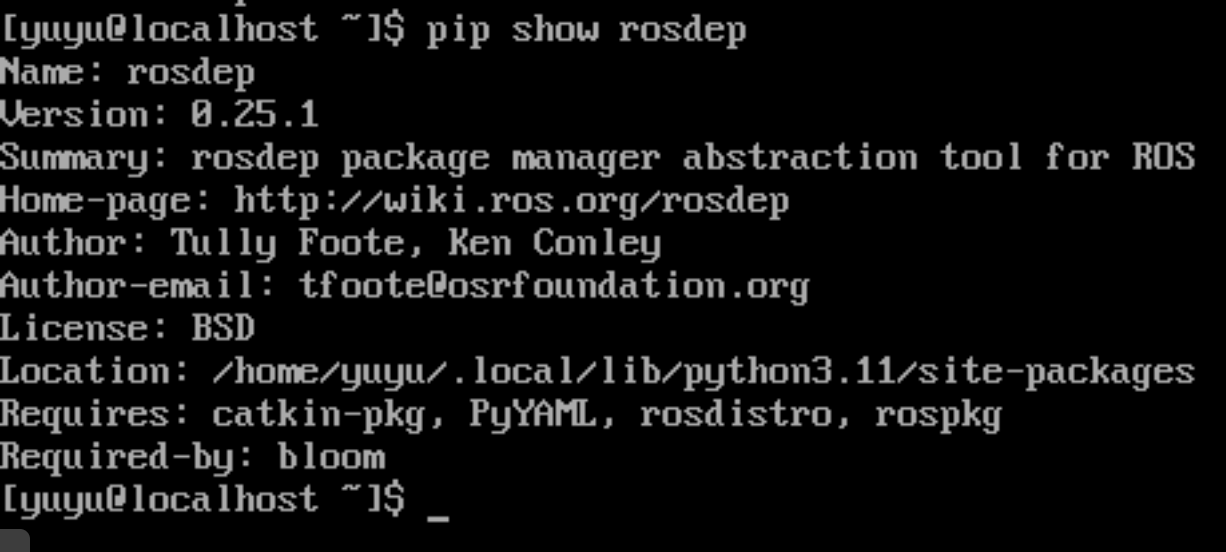 [yuyu@localhost ~]$ pip show rosdep
Name: rosdep
Version: 0.25.1
Summary: rosdep package manager abstraction tool for ROS
Home-page: http://wiki.ros.org/rosdep
Author: Tully Foote, Ken Conley
Author-email: tfoote@osrfoundation.org
License: BSD
Location: /home/yuyu/.local/lib/python3.11/site-packages
Requires: catkin-pkg, PyYAML, rosdistro, rospkg
Required-by: bloom
[yuyu@localhost ~]$ _